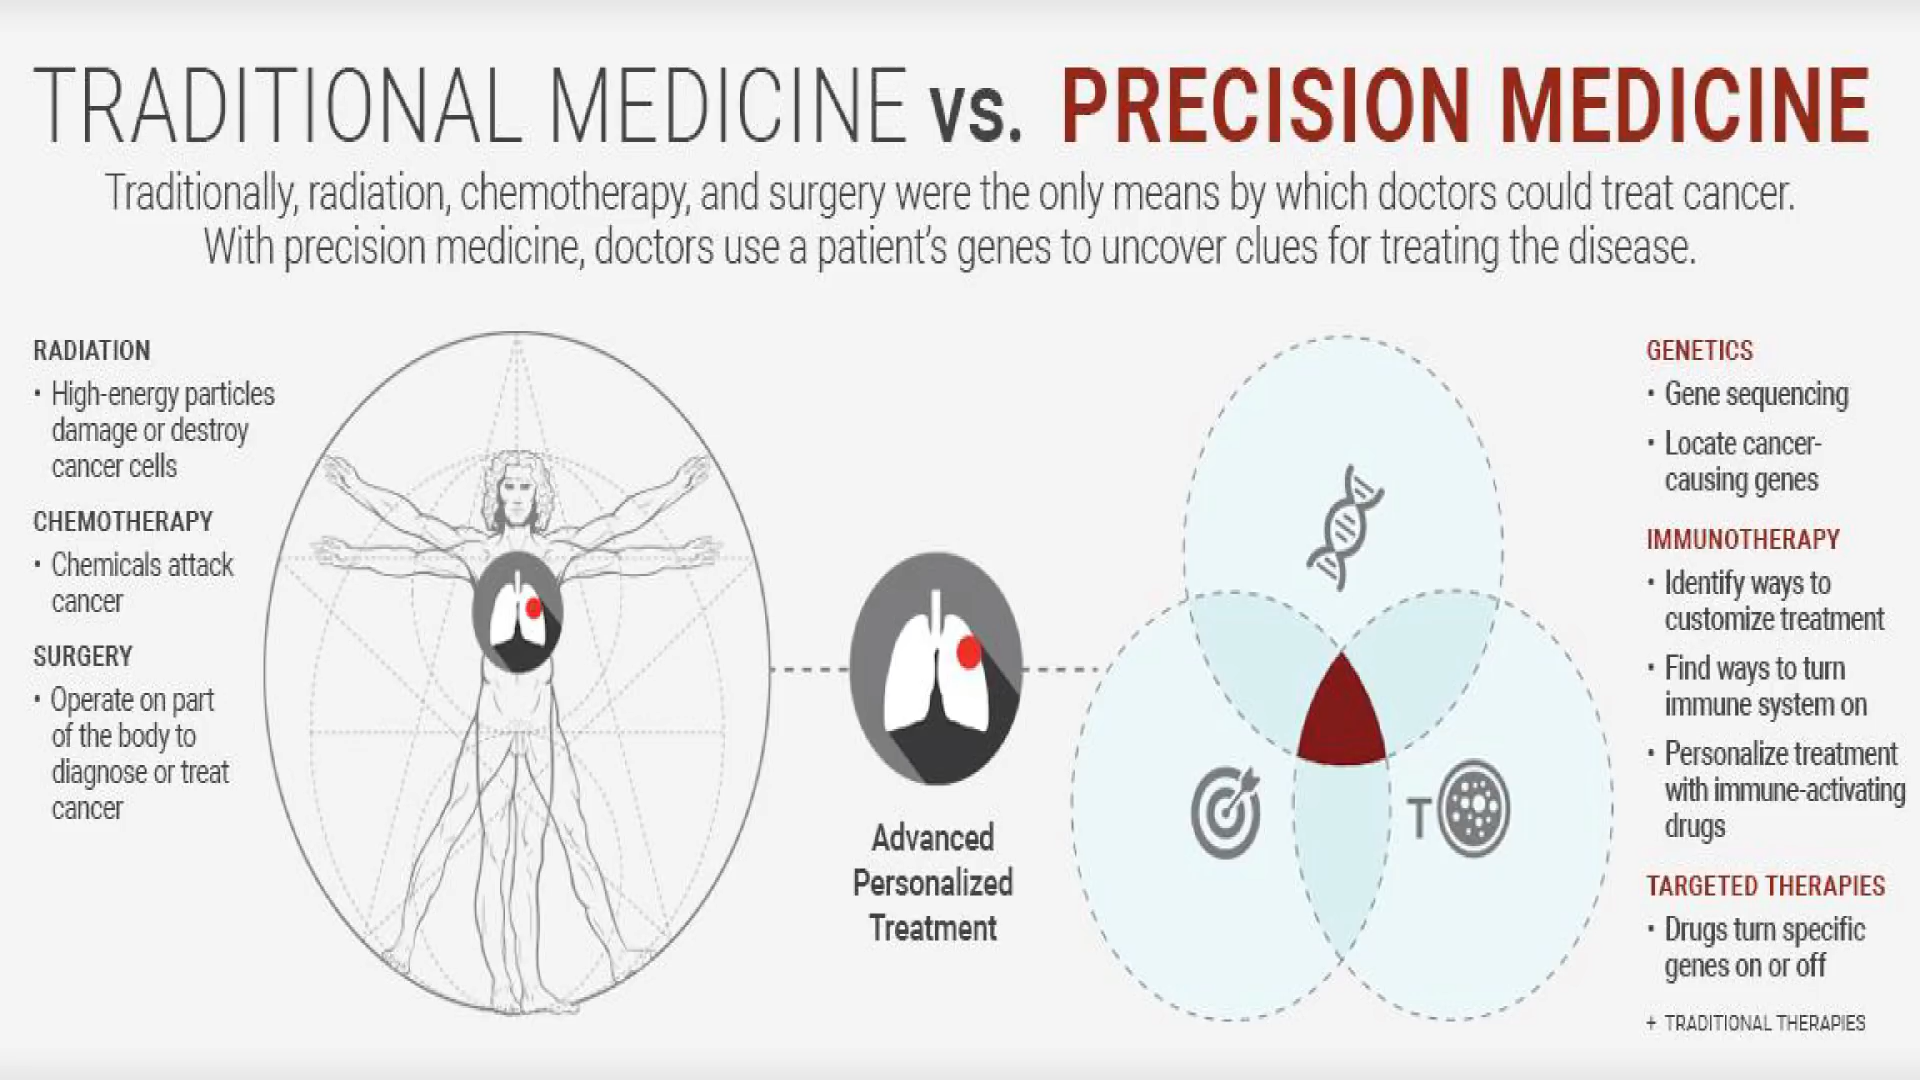 TRADITIONAL MEDICINE vs. PRECISION MEDICINE
Traditionally, radiation, chemotherapy, and surgery were the only means by which doctors could treat cancer.
With precision medicine, doctors use a patient's genes to uncover clues for treating the disease.
RADIATION
• High-energy particles
damage or destroy
cancer cells
CHEMOTHERAPY
• Chemicals attack
cancer
SURGERY
• Operate on part
of the body to
diagnose or treat
cancer
Advanced
Personalized
Treatment
T
GENETICS
• Gene sequencing
• Locate cancer-
causing genes
IMMUNOTHERAPY
• Identify ways to
customize treatment
• Find ways to turn
immune system on
• Personalize treatment
with immune-activating
drugs
TARGETED THERAPIES
• Drugs turn specific
genes on or off
+ TRADITIONAL THERAPIES